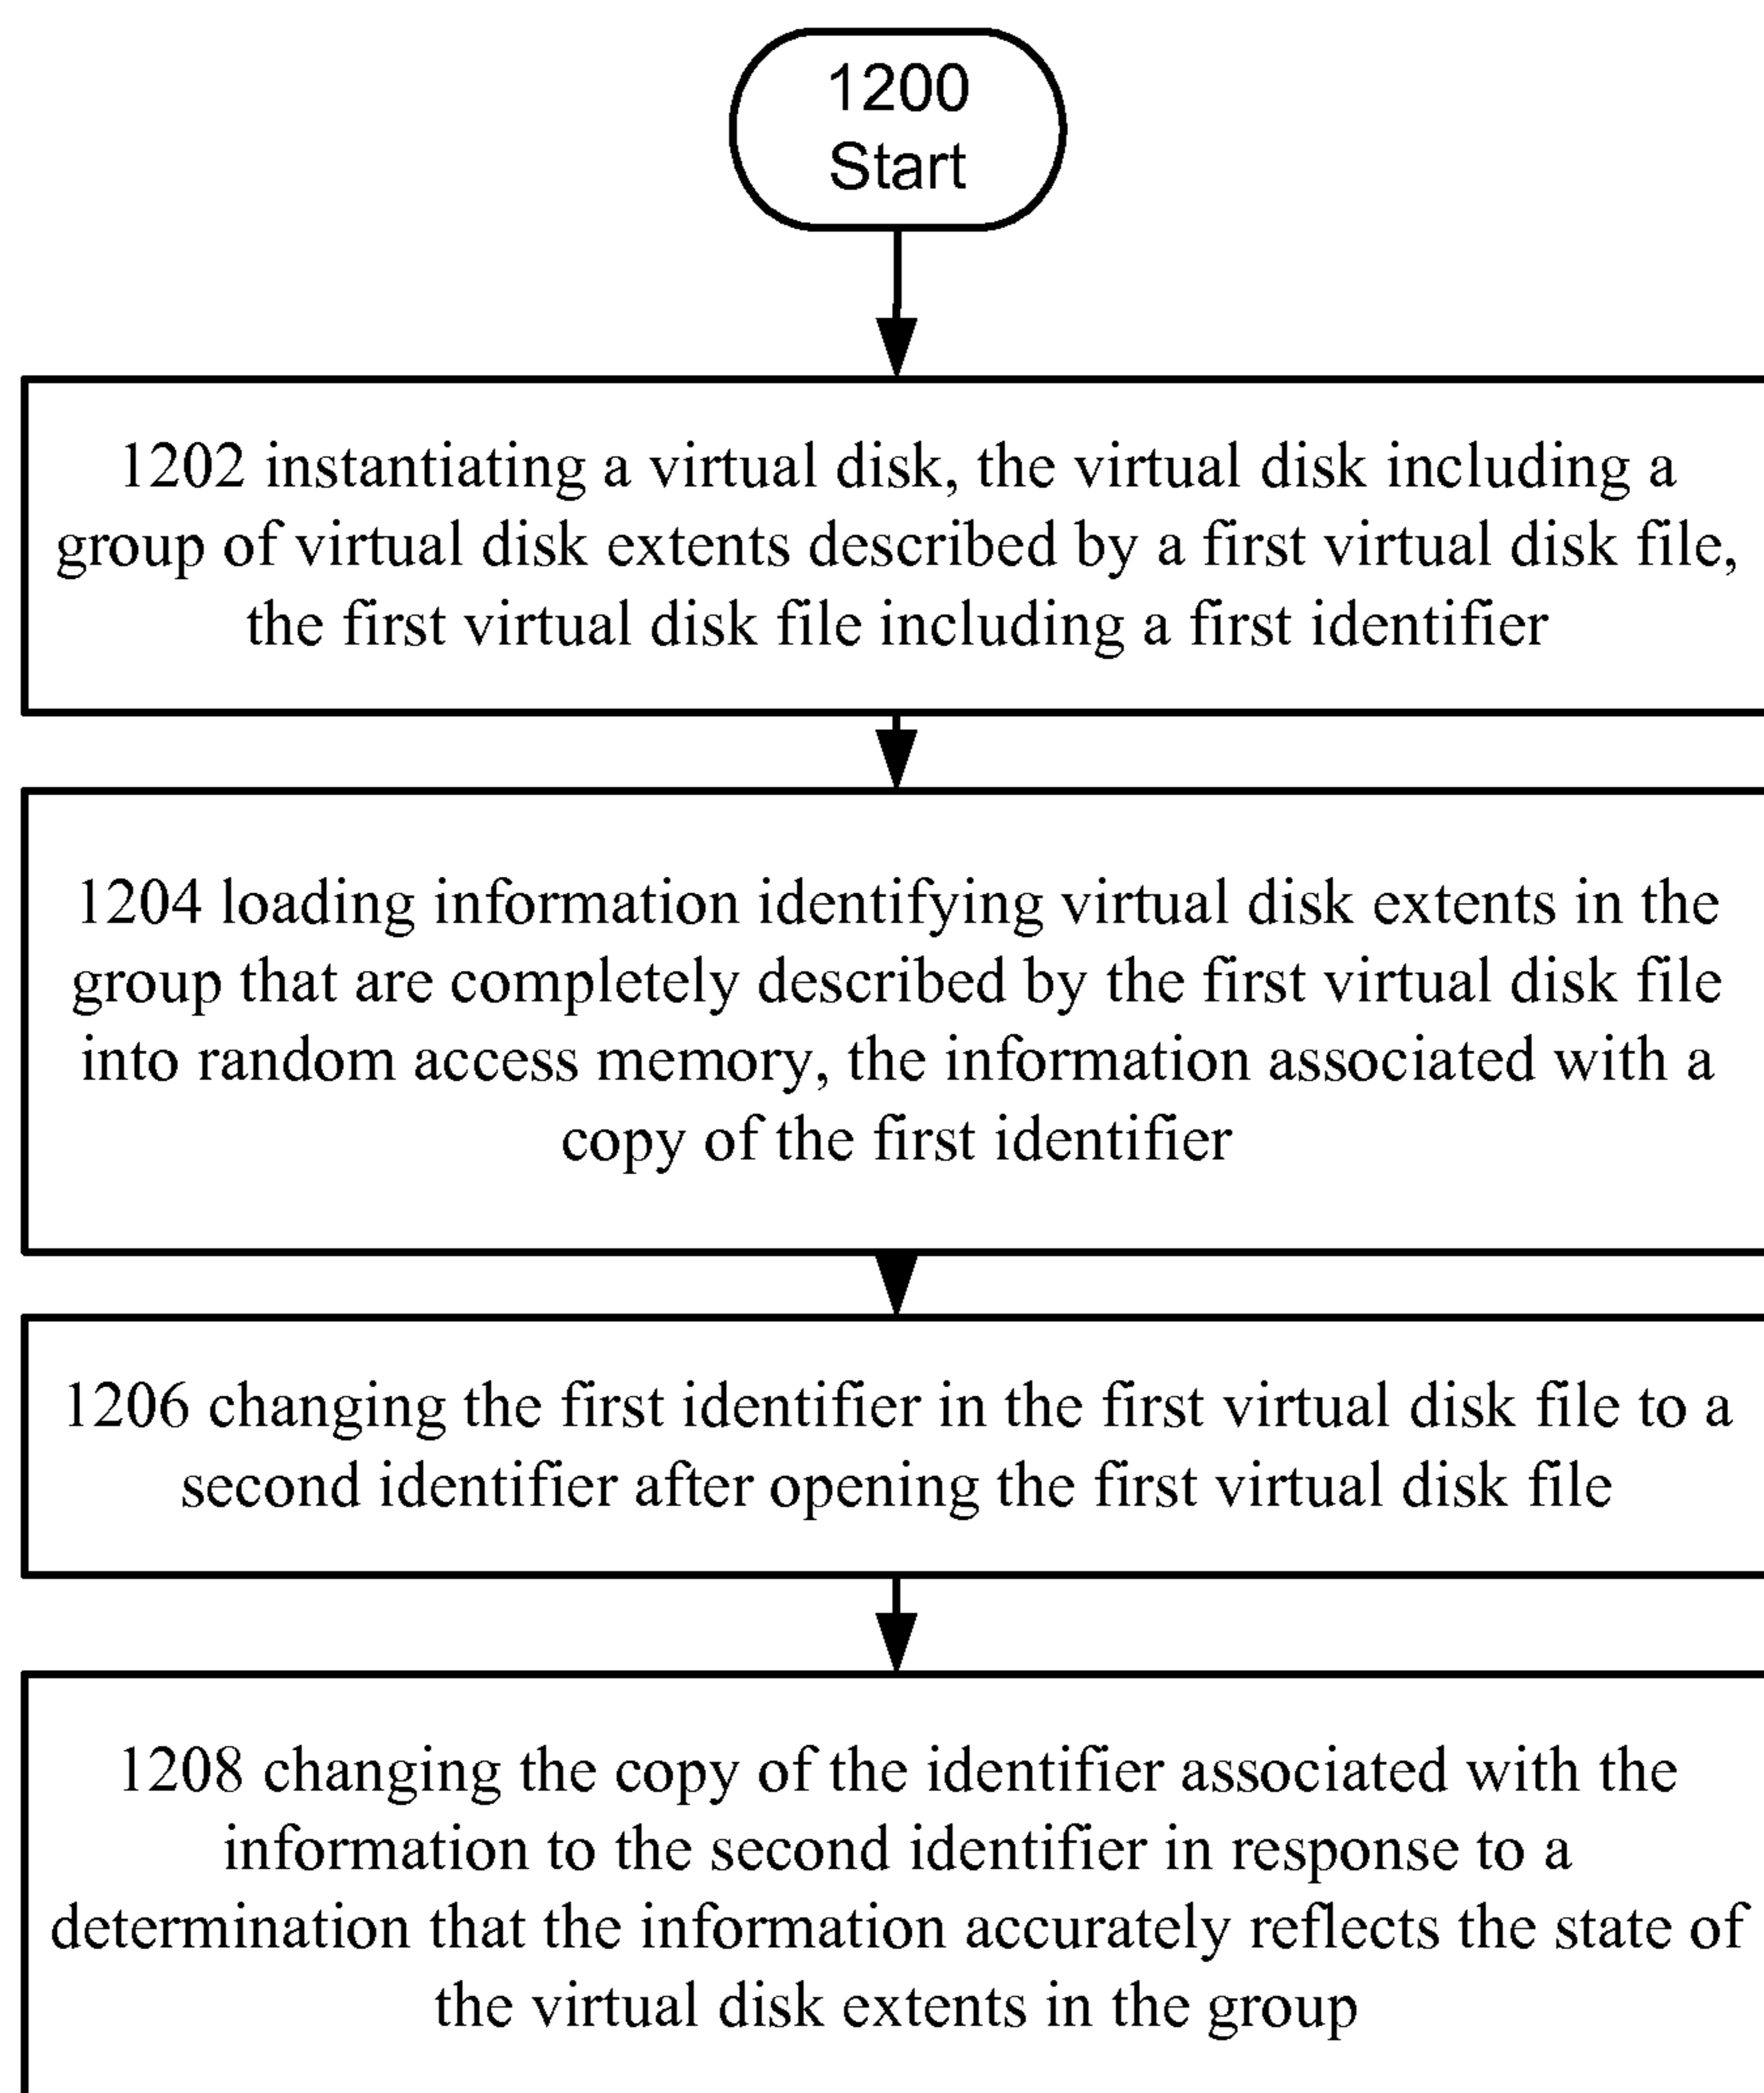 1200
Start
1202 instantiating a virtual disk, the virtual disk including a
group of virtual disk extents described by a first virtual disk file,
the first virtual disk file including a first identifier
1204 loading information identifying virtual disk extents in the
group that are completely described by the first virtual disk file
into random access memory, the information associated with a
copy of the first identifier
1206 changing the first identifier in the first virtual disk file to a
second identifier after opening the first virtual disk file
1208 changing the copy of the identifier associated with the
information to the second identifier in response to a
determination that the information accurately reflects the state of
the virtual disk extents in the group